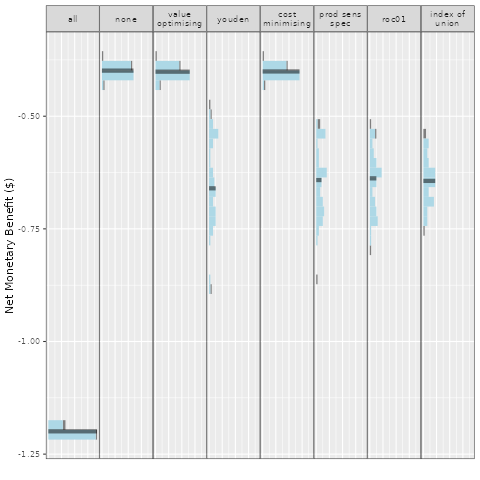 all
none
value
optimising
youden
cost
minimising
prod sens
spec
roc01
index of
union
Net Monetary Benefit ($)
-0.50
-0.75
-1.00
-1.25